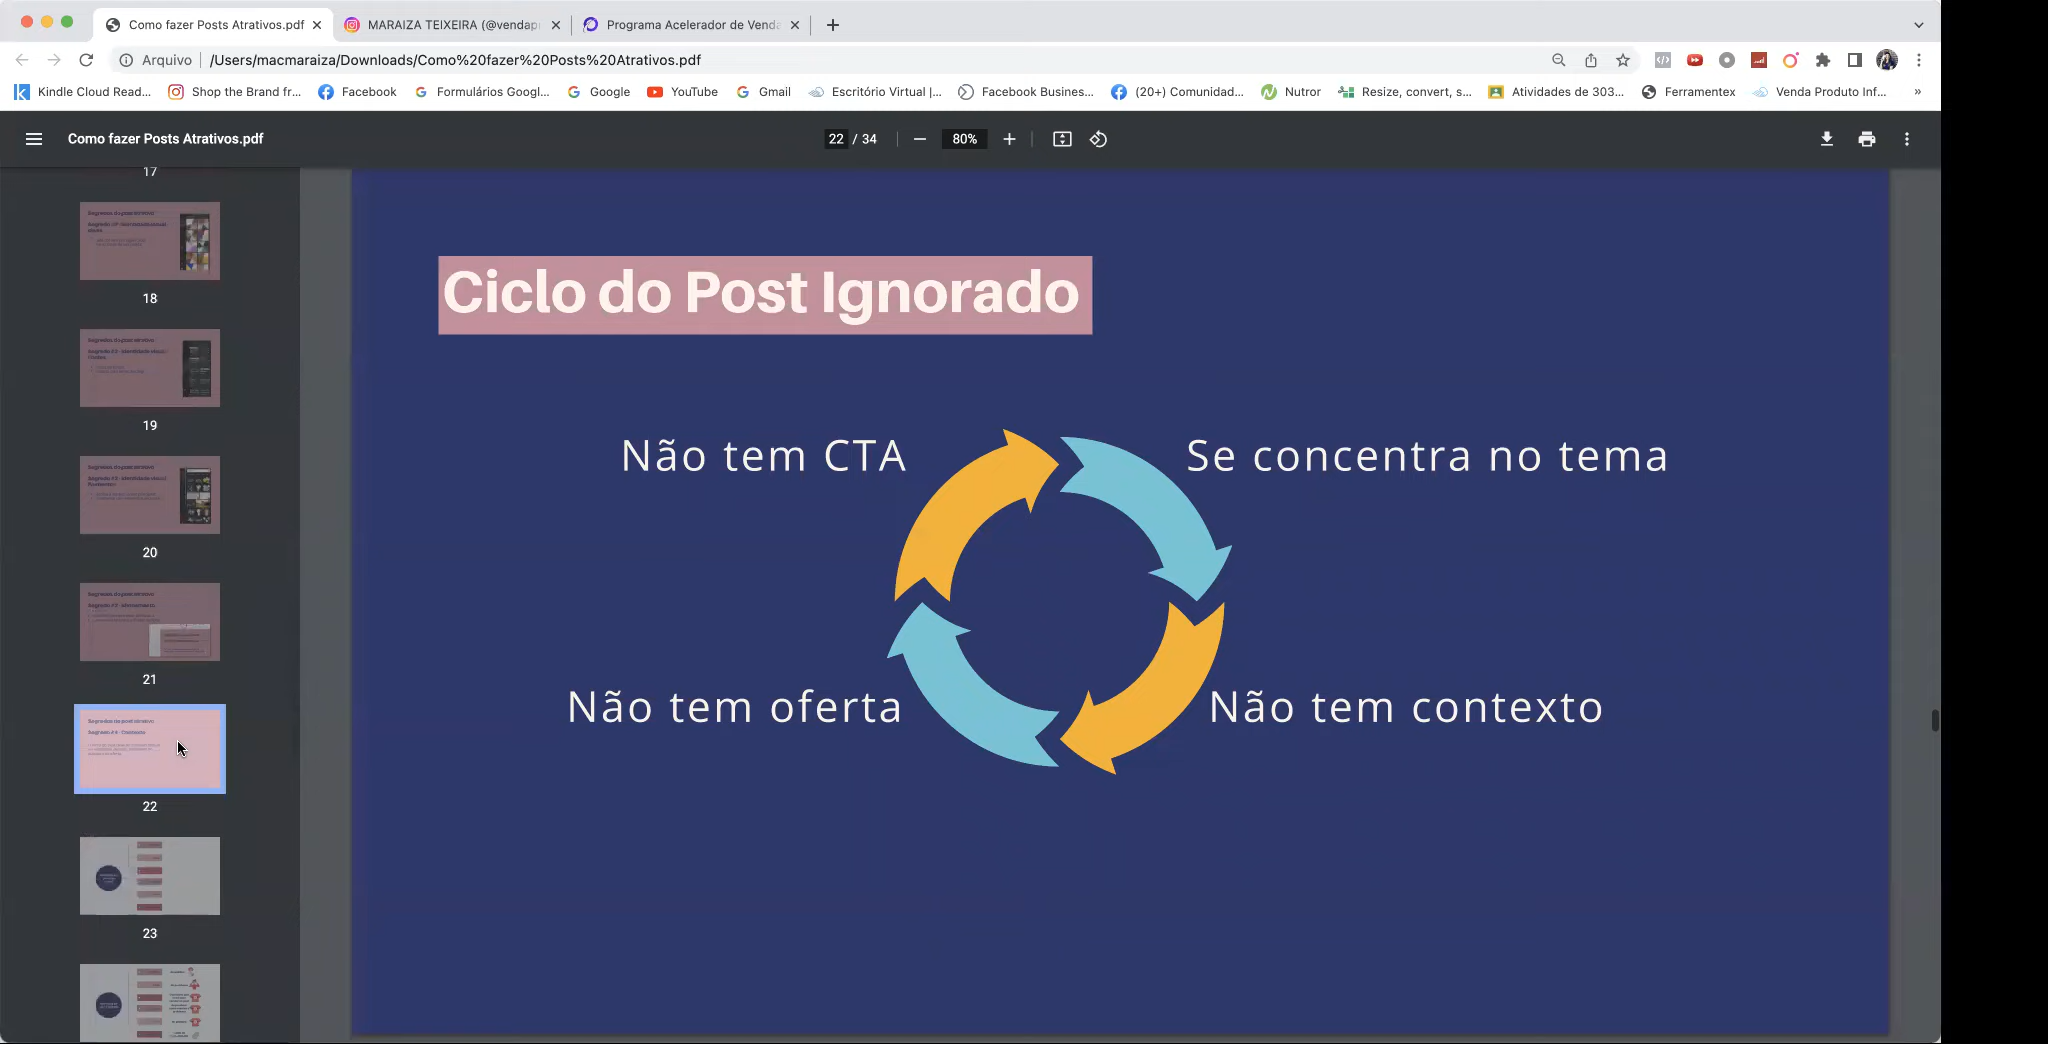 Como fazer Posts Atrativos.pdf
MARAIZA TEIXEIRA (@vendapr
Programa Acelerador de Venda
Arquivo
/Users/macmaraiza/Downloads/Como%20fazer%20Posts%20Atrativos.pdf
Kindle Cloud Read...
Shop the Brand fr...
Facebook
Formulários Googl...
Google
YouTube
Gmail
Escritório Virtual |...
Facebook Busines...
(20+) Comunidad...
Nutror
Resize, convert, s...
Atividades de 303...
Ferramentex
Venda Produto Inf...
»
Como fazer Posts Atrativos.pdf
22 / 34
80%
17
18
19
20
21
22
23
Ciclo do Post Ignorado
Não tem CTA
Se concentra no tema
Não tem oferta
Não tem contexto